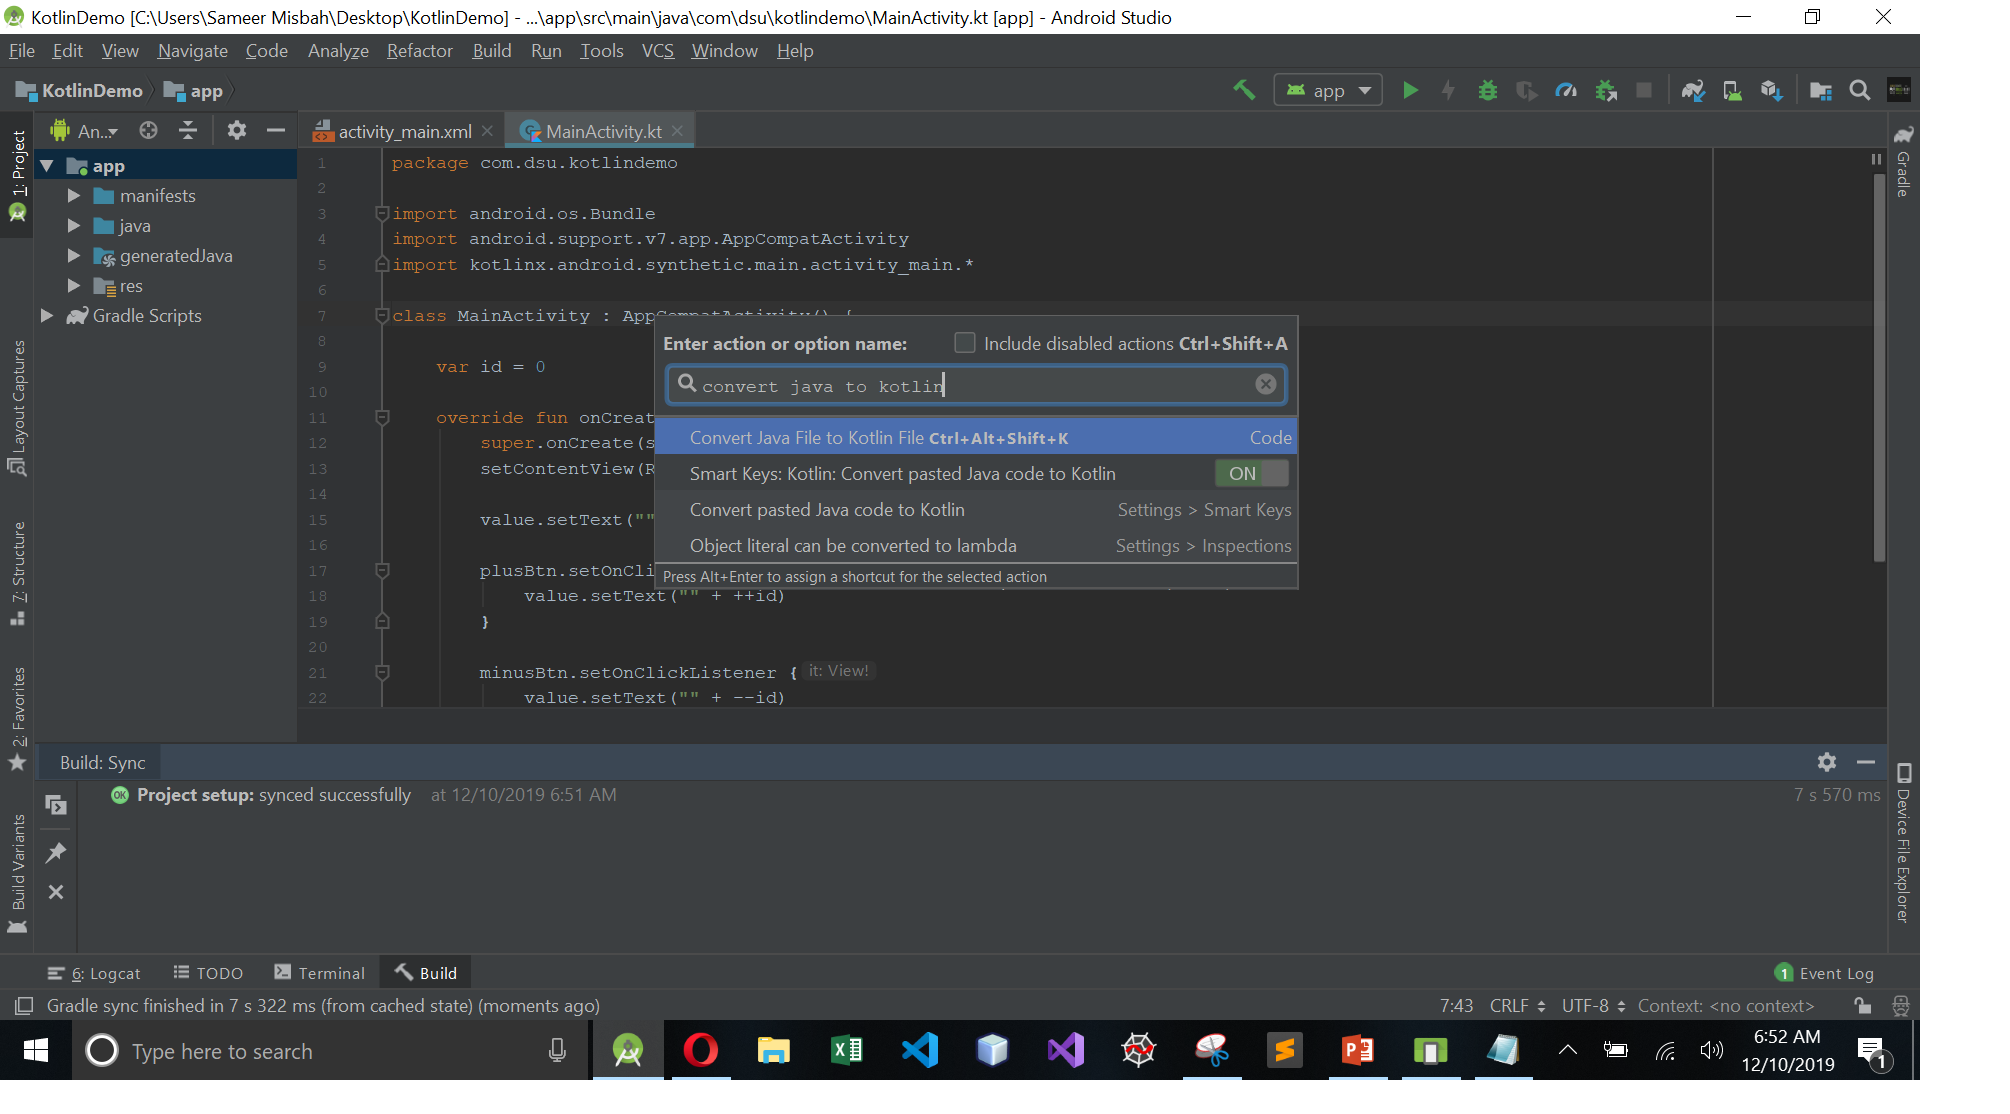 KotlinDemo [C:\Users\Sameer Misbah\Desktop\KotlinDemo] - ...\app\src\main\java\com\dsu\kotlindemo\MainActivity.kt [app] - Android Studio
File Edit View Navigate Code Analyze Refactor Build Run Tools VCS Window Help
KotlinDemo app
app
An...
activity_main.xml MainActivity.kt
1: Project
Layout Captures
7: Structure
2: Favorites
Build Variants
app
manifests
java
generatedJava
res
Gradle Scripts
1 package com.dsu.kotlindemo
2
3 import android.os.Bundle
4 import android.support.v7.app.AppCompatActivity
5 import kotlinx.android.synthetic.main.activity_main.*
6
7 class MainActivity : AppCompatActivity() {
8
9 var id = 0
10
11 override fun onCreat
12 super.onCreate(s
13 setContentView(R
14
15 value.setText(""
16
17 plusBtn.setOnCli
18 value.setText("" + ++id)
19 }
20
21 minusBtn.setOnClickListener { it: View!
22 value.setText("" + --id)
Enter action or option name: Include disabled actions Ctrl+Shift+A
convert java to kotlin
Convert Java File to Kotlin File Ctrl+Alt+Shift+K Code
Smart Keys: Kotlin: Convert pasted Java code to Kotlin ON
Convert pasted Java code to Kotlin Settings > Smart Keys
Object literal can be converted to lambda Settings > Inspections
Press Alt+Enter to assign a shortcut for the selected action
Gradle
Device File Explorer
Build: Sync
OK Project setup: synced successfully at 12/10/2019 6:51 AM 7 s 570 ms
6: Logcat TODO Terminal Build 1 Event Log
Gradle sync finished in 7 s 322 ms (from cached state) (moments ago) 7:43 CRLF UTF-8 Context: <no context>
Type here to search
6:52 AM
12/10/2019
1